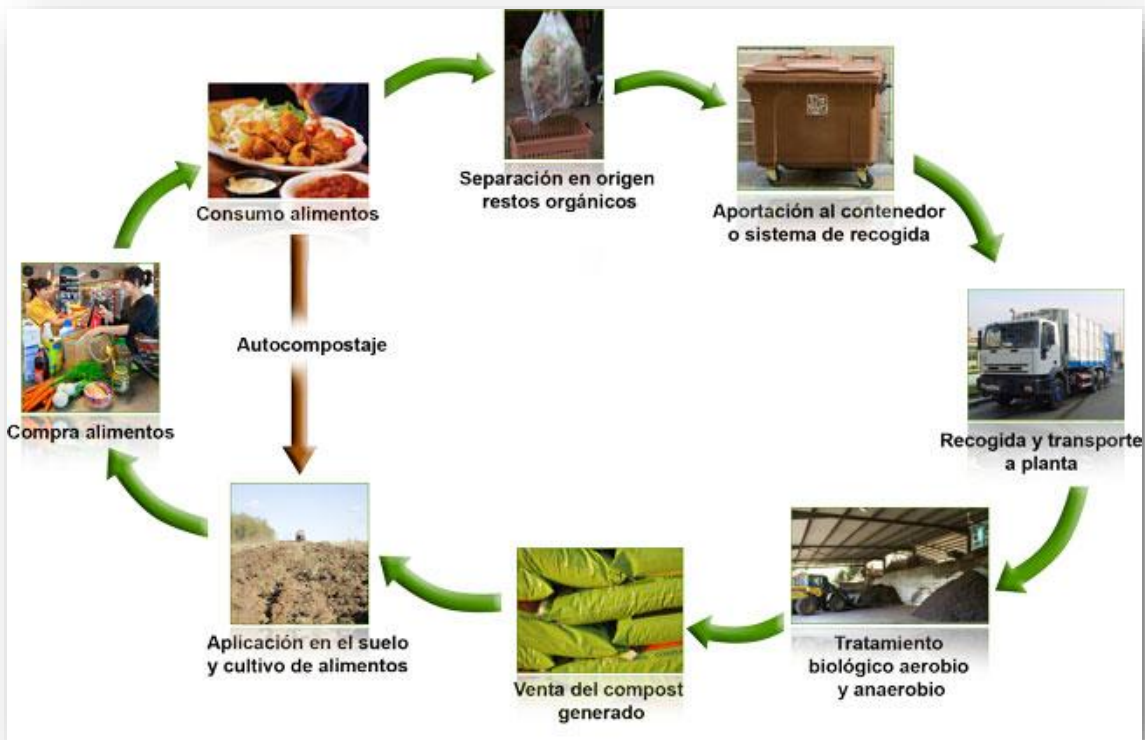 Consumo alimentos
Separación en origen
restos orgánicos
Aportación al contenedor
o sistema de recogida
Recogida y transporte
a planta
Tratamiento
biológico aerobio
y anaerobio
Venta del compost
generado
Aplicación en el suelo
y cultivo de alimentos
Compra alimentos
Autocompostaje